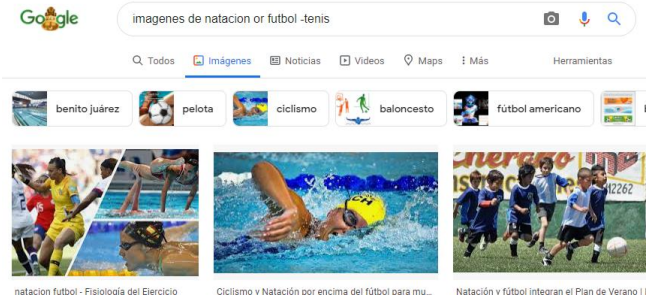 Google
imagenes de natacion or futbol -tenis
Todos Imágenes Noticias Videos Maps Más Herramientas
benito juárez pelota ciclismo baloncesto fútbol americano
12262
natacion futbol - Fisiología del Ejercicio Ciclismo y Natación por encima del fútbol para mu... Natación y fútbol integran el Plan de Verano |